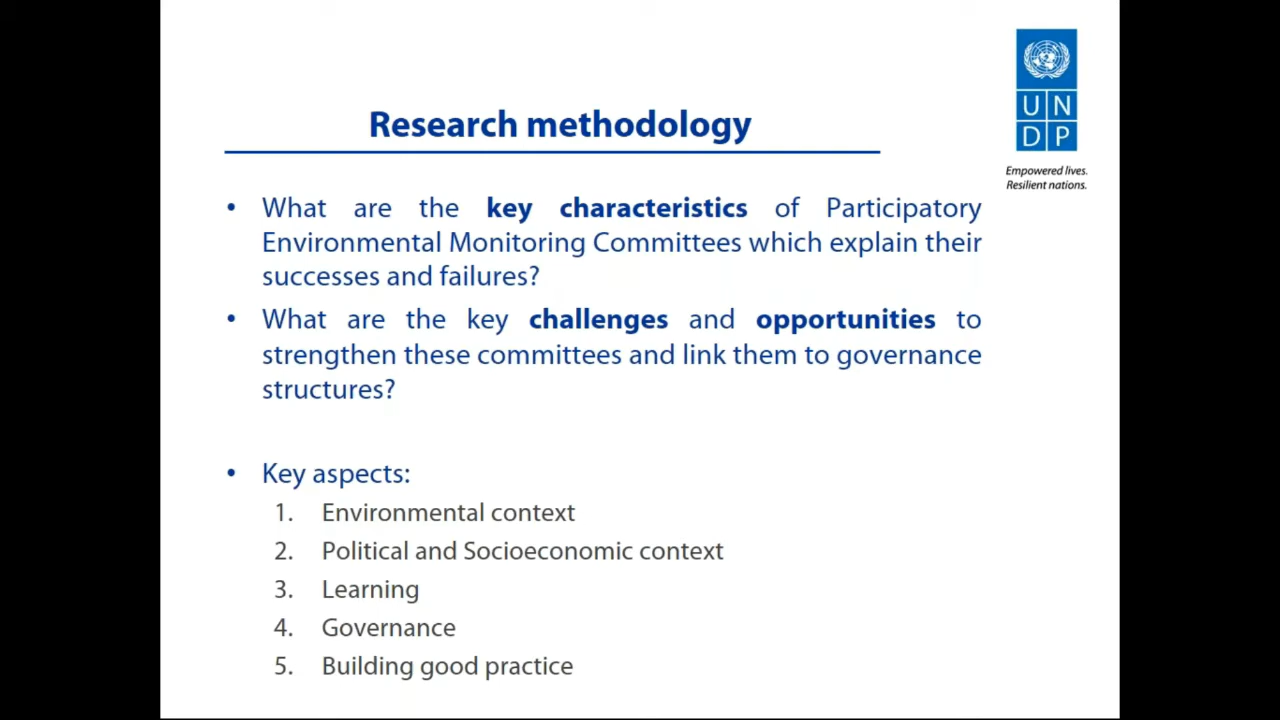 Research methodology
U N
D P
Empowered lives.
Resilient nations.
• What are the key characteristics of Participatory
Environmental Monitoring Committees which explain their
successes and failures?
• What are the key challenges and opportunities to
strengthen these committees and link them to governance
structures?
• Key aspects:
1. Environmental context
2. Political and Socioeconomic context
3. Learning
4. Governance
5. Building good practice